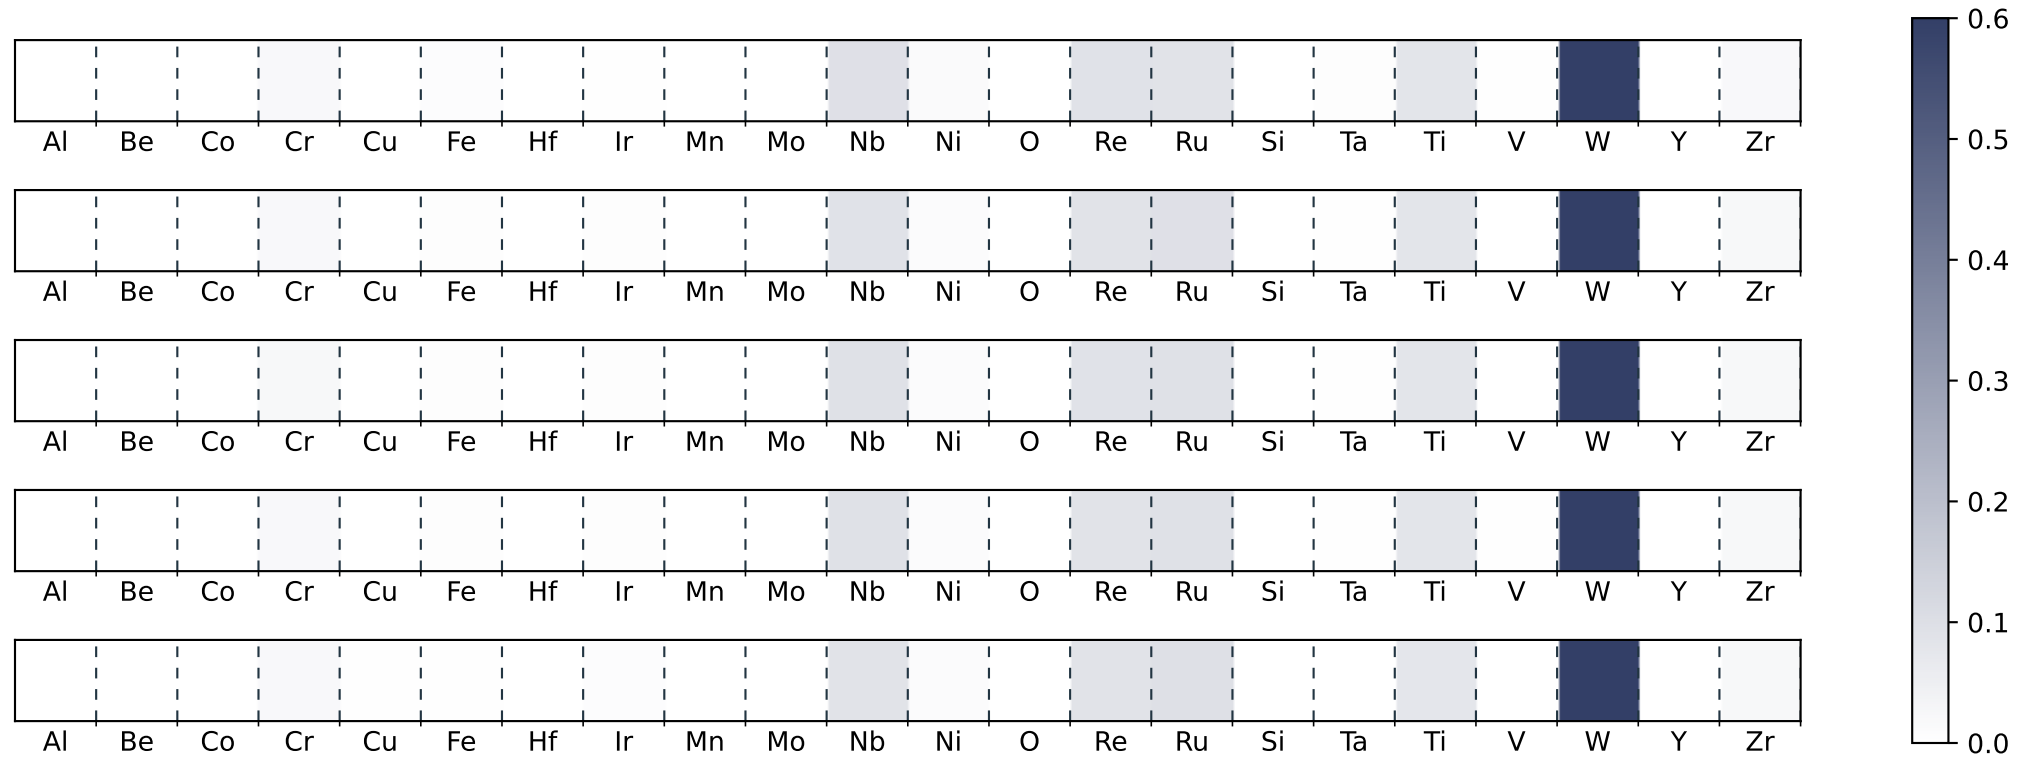 Al Be Co Cr Cu Fe Hf Ir Mn Mo Nb Ni O Re Ru Si Ta Ti V W Y Zr
Al Be Co Cr Cu Fe Hf Ir Mn Mo Nb Ni O Re Ru Si Ta Ti V W Y Zr
Al Be Co Cr Cu Fe Hf Ir Mn Mo Nb Ni O Re Ru Si Ta Ti V W Y Zr
Al Be Co Cr Cu Fe Hf Ir Mn Mo Nb Ni O Re Ru Si Ta Ti V W Y Zr
Al Be Co Cr Cu Fe Hf Ir Mn Mo Nb Ni O Re Ru Si Ta Ti V W Y Zr
0.6
0.5
0.4
0.3
0.2
0.1
0.0